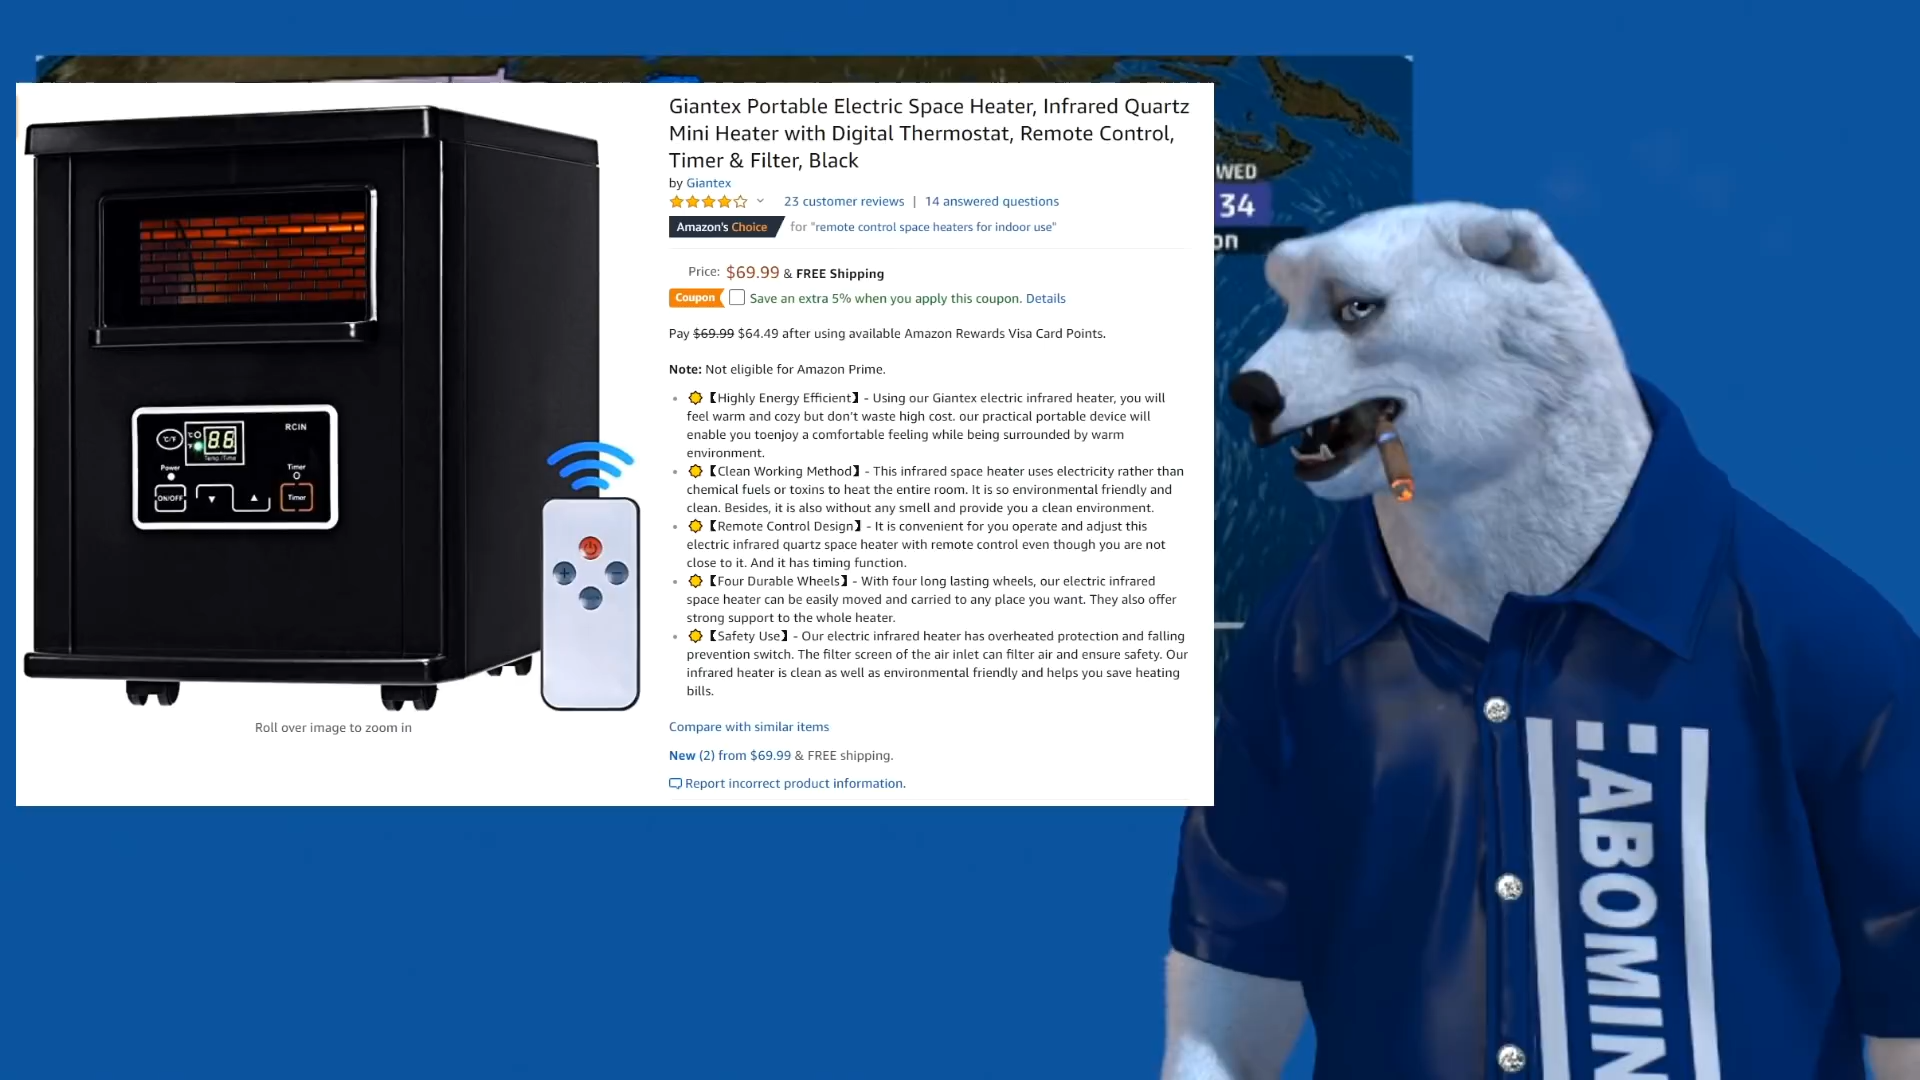 Giantex Portable Electric Space Heater, Infrared Quartz
Mini Heater with Digital Thermostat, Remote Control,
Timer & Filter, Black
by Giantex
23 customer reviews | 14 answered questions
Amazon's Choice for "remote control space heaters for indoor use"
Price: $69.99 & FREE Shipping
Coupon Save an extra 5% when you apply this coupon. Details
Pay $69.99 $64.49 after using available Amazon Rewards Visa Card Points.
Note: Not eligible for Amazon Prime.
【Highly Energy Efficient】 - Using our Giantex electric infrared heater, you will
feel warm and cozy but don't waste high cost. our practical portable device will
enable you toenjoy a comfortable feeling while being surrounded by warm
environment.
【Clean Working Method】 - This infrared space heater uses electricity rather than
chemical fuels or toxins to heat the entire room. It is so environmental friendly and
clean. Besides, it is also without any smell and provide you a clean environment.
【Remote Control Design】 - It is convenient for you operate and adjust this
electric infrared quartz space heater with remote control even though you are not
close to it. And it has timing function.
【Four Durable Wheels】 - With four long lasting wheels, our electric infrared
space heater can be easily moved and carried to any place you want. They also offer
strong support to the whole heater.
【Safety Use】 - Our electric infrared heater has overheated protection and falling
prevention switch. The filter screen of the air inlet can filter air and ensure safety. Our
infrared heater is clean as well as environmental friendly and helps you save heating
bills.
Compare with similar items
New (2) from $69.99 & FREE shipping.
Report incorrect product information.
Roll over image to zoom in
°C/F
°C
°F
86
Temp./Time
RCIN
Power
Timer
ON/OFF
Timer
WED
34
on
ABOMIN